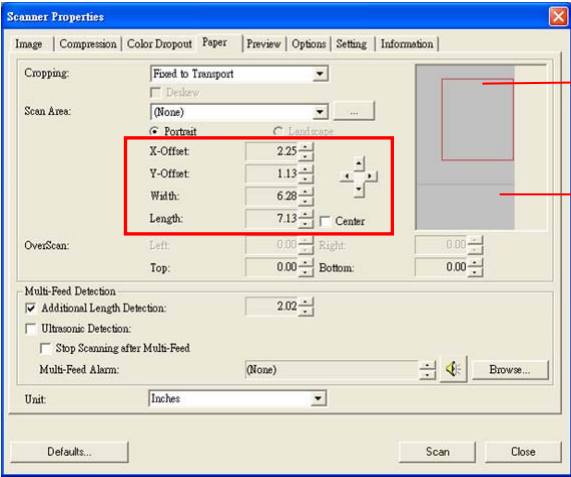 Scanner Properties
Image Compression Color Dropout Paper Preview Options Setting Information
Cropping: Fixed to Transport
Deskew
Scan Area: (None) ...
Portrait Landscape
X-Offset: 2.25
Y-Offset: 1.13
Width: 6.28
Length: 7.13 Center
OverScan: Left: 0.00 Right: 0.00
Top: 0.00 Bottom: 0.00
Multi-Feed Detection
Additional Length Detection: 2.02
Ultrasonic Detection:
Stop Scanning after Multi-Feed
Multi-Feed Alarm: (None) Browse...
Unit: Inches
Defaults... Scan Close